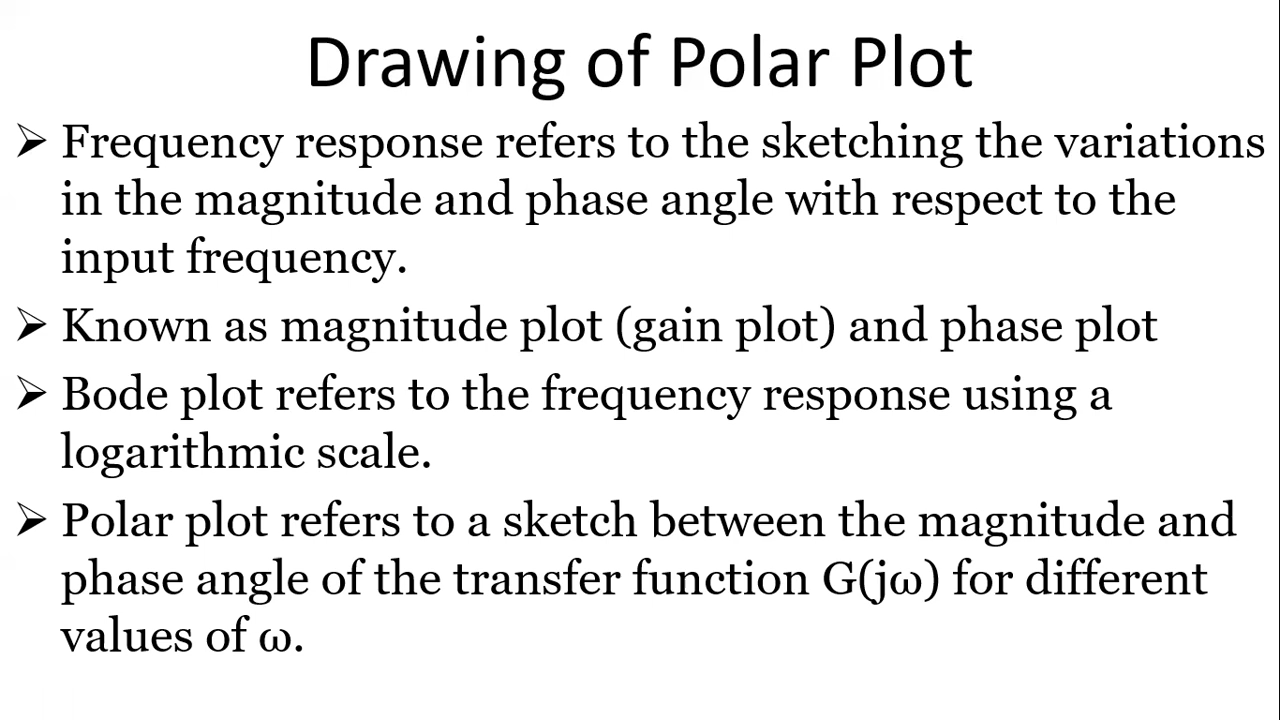 Drawing of Polar Plot
➢ Frequency response refers to the sketching the variations
in the magnitude and phase angle with respect to the
input frequency.
➢ Known as magnitude plot (gain plot) and phase plot
➢ Bode plot refers to the frequency response using a
logarithmic scale.
➢ Polar plot refers to a sketch between the magnitude and
phase angle of the transfer function G(jω) for different
values of ω.